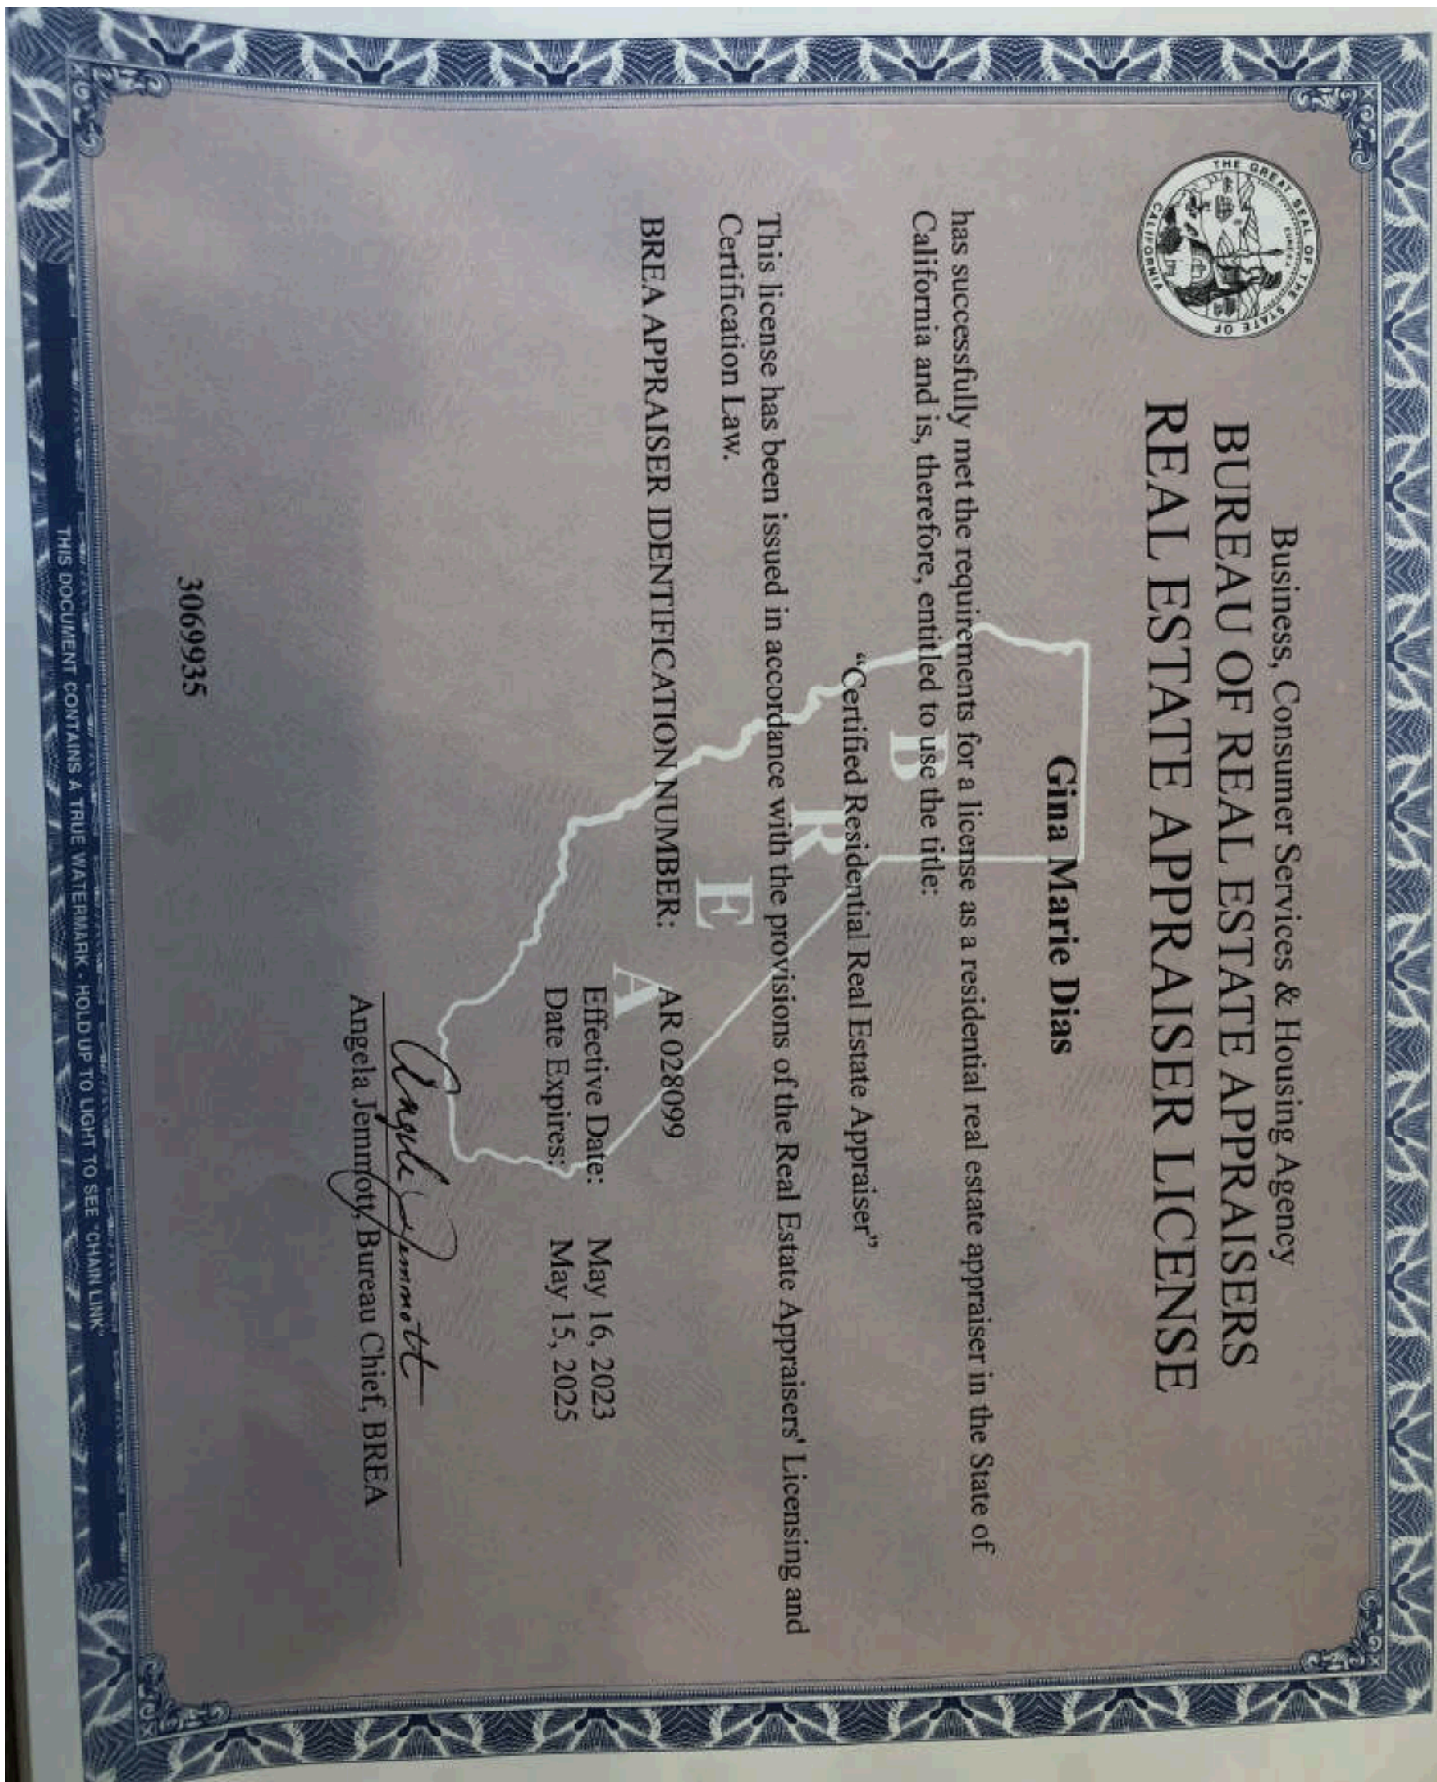 Business, Consumer Services & Housing Agency
BUREAU OF REAL ESTATE APPRAISERS
REAL ESTATE APPRAISER LICENSE
THE GREAT SEAL OF THE STATE OF CALIFORNIA
EUREKA
Gina Marie Dias
has successfully met the requirements for a license as a residential real estate appraiser in the State of
California and is, therefore, entitled to use the title:
“Certified Residential Real Estate Appraiser”
This license has been issued in accordance with the provisions of the Real Estate Appraisers' Licensing and
Certification Law.
B
R
E
A
BREA APPRAISER IDENTIFICATION NUMBER: AR 028099
Effective Date: May 16, 2023
Date Expires: May 15, 2025
Angela Jemmott
Angela Jemmott, Bureau Chief, BREA
3069935
THIS DOCUMENT CONTAINS A TRUE WATERMARK - HOLD UP TO LIGHT TO SEE "CHAIN LINK"